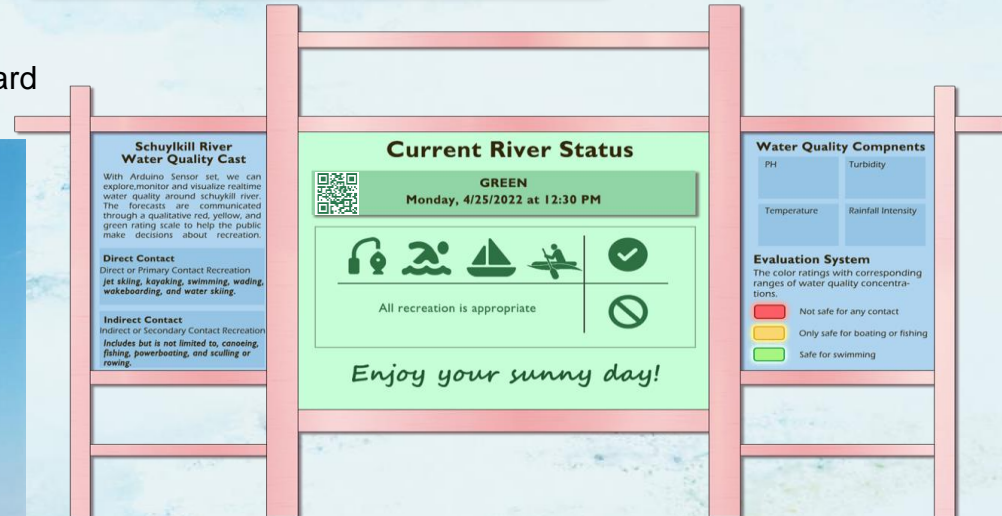 ard
Schuylkill River
Water Quality Cast
With Arduino Sensor set, we can
explore,monitor and visualize realtime
water quality around schuykill river.
The forecasts are communicated
through a qualitative red, yellow, and
green rating scale to help the public
make decisions about recreation.
Direct Contact
Direct or Primary Contact Recreation
jet skiing, kayaking, swimming, wading,
wakeboarding, and water skiing.
Indirect Contact
Indirect or Secondary Contact Recreation
Includes but is not limited to, canoeing,
fishing, powerboating, and sculling or
rowing.
Current River Status
GREEN
Monday, 4/25/2022 at 12:30 PM
All recreation is appropriate
Enjoy your sunny day!
Water Quality Compnents
PH
Turbidity
Temperature
Rainfall Intensity
Evaluation System
The color ratings with corresponding
ranges of water quality concentra-
tions.
Not safe for any contact
Only safe for boating or fishing
Safe for swimming